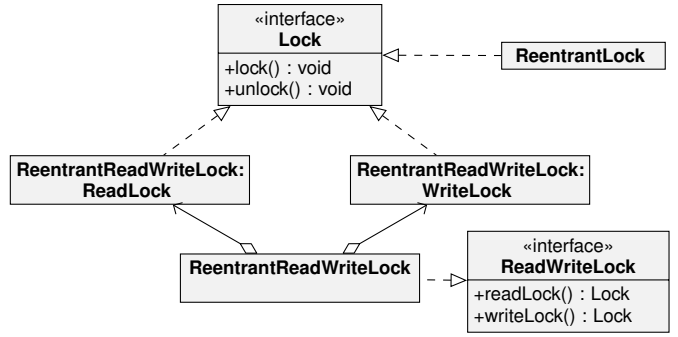 «interface»
Lock
+lock() : void
+unlock() : void
ReentrantLock
ReentrantReadWriteLock:
ReadLock
ReentrantReadWriteLock:
WriteLock
ReentrantReadWriteLock
«interface»
ReadWriteLock
+readLock() : Lock
+writeLock() : Lock